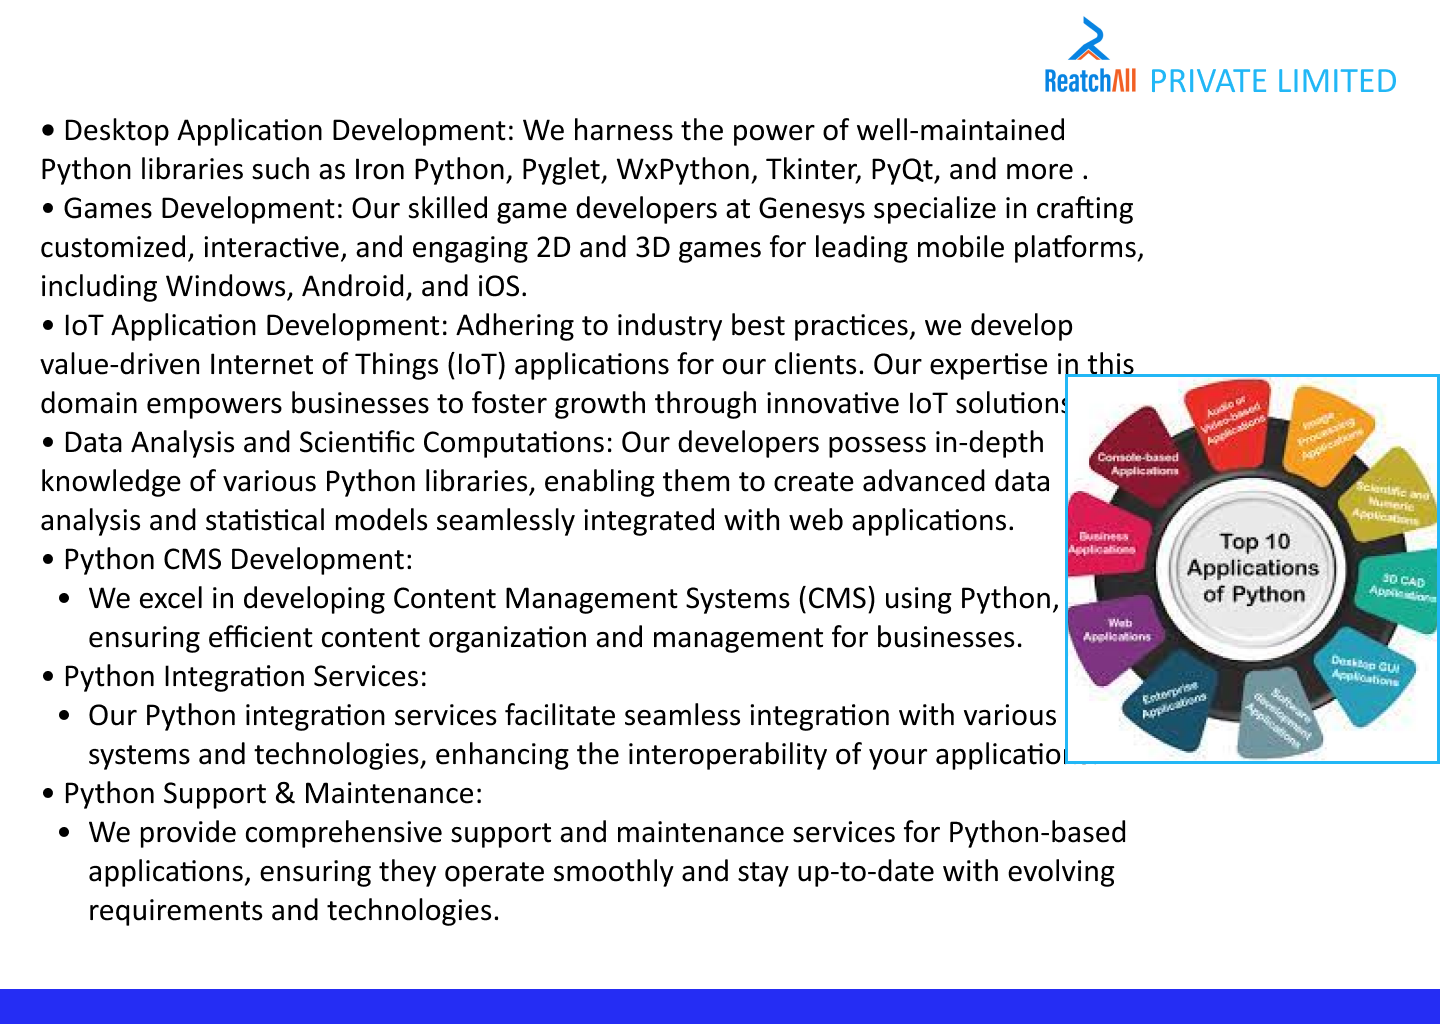 ReatchAll PRIVATE LIMITED
• Desktop Application Development: We harness the power of well-maintained
Python libraries such as Iron Python, Pyglet, WxPython, Tkinter, PyQt, and more .
• Games Development: Our skilled game developers at Genesys specialize in crafting
customized, interactive, and engaging 2D and 3D games for leading mobile platforms,
including Windows, Android, and iOS.
• IoT Application Development: Adhering to industry best practices, we develop
value-driven Internet of Things (IoT) applications for our clients. Our expertise in this
domain empowers businesses to foster growth through innovative IoT solutions
• Data Analysis and Scientific Computations: Our developers possess in-depth
knowledge of various Python libraries, enabling them to create advanced data
analysis and statistical models seamlessly integrated with web applications.
• Python CMS Development:
• We excel in developing Content Management Systems (CMS) using Python,
ensuring efficient content organization and management for businesses.
• Python Integration Services:
• Our Python integration services facilitate seamless integration with various
systems and technologies, enhancing the interoperability of your application
• Python Support & Maintenance:
• We provide comprehensive support and maintenance services for Python-based
applications, ensuring they operate smoothly and stay up-to-date with evolving
requirements and technologies.
Top 10
Applications
of Python
Audio or
Video-based
Applications
Image
Processing
Applications
Scientific and
Numeric
Applications
3D CAD
Applications
Desktop GUI
Applications
Software
development
Applications
Enterprise
Applications
Web
Applications
Business
Applications
Console-based
Applications